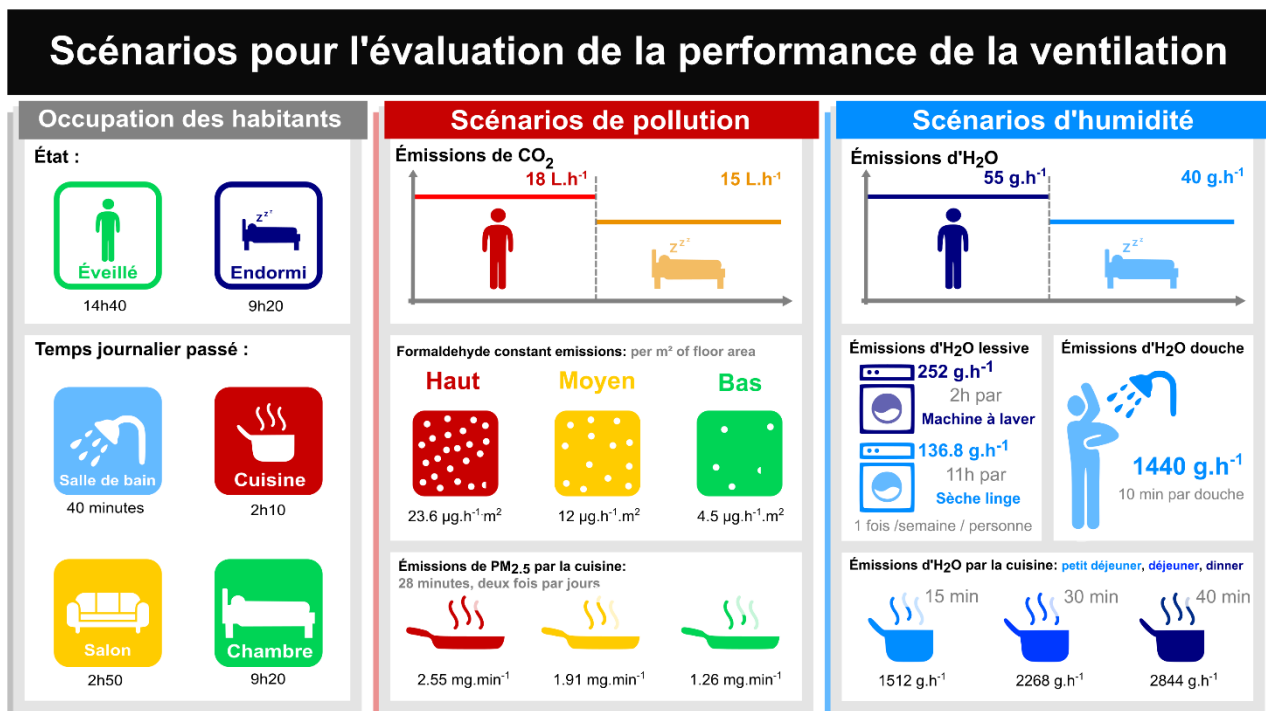 Scénarios pour l'évaluation de la performance de la ventilation
Occupation des habitants
État :
zzz
Éveillé
Endormi
14h40
9h20
Temps journalier passé :
Salle de bain
Cuisine
40 minutes
2h10
Salon
Chambre
2h50
9h20
Scénarios de pollution
Émissions de CO2
18 L.h-1
15 L.h-1
zzz
Formaldehyde constant emissions: per m² of floor area
Haut
Moyen
Bas
23.6 µg.h-1.m2
12 µg.h-1.m2
4.5 µg.h-1.m2
Émissions de PM2.5 par la cuisine:
28 minutes, deux fois par jours
2.55 mg.min-1
1.91 mg.min-1
1.26 mg.min-1
Scénarios d'humidité
Émissions d'H2O
55 g.h-1
40 g.h-1
zzz
Émissions d'H2O lessive
252 g.h-1
2h par
Machine à laver
136.8 g.h-1
11h par
Sèche linge
1 fois /semaine / personne
Émissions d'H2O douche
1440 g.h-1
10 min par douche
Émissions d'H2O par la cuisine: petit déjeuner, déjeuner, dinner
15 min
30 min
40 min
1512 g.h-1
2268 g.h-1
2844 g.h-1